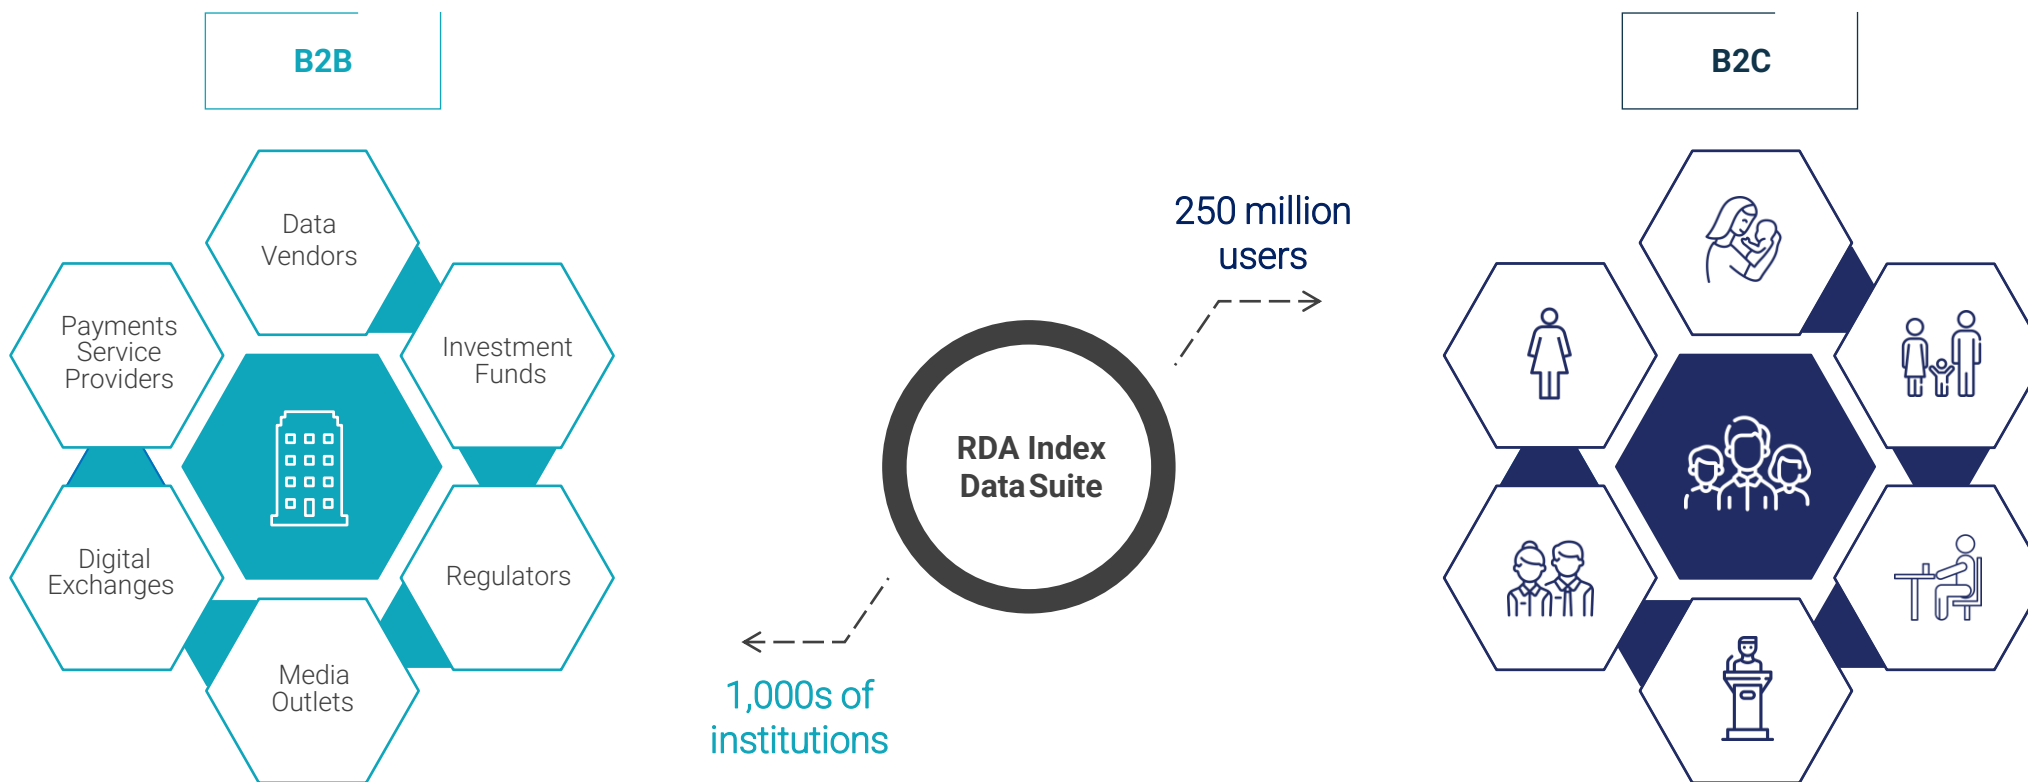 B2B
B2C
Data
Vendors
Payments
Service
Providers
Investment
Funds
Digital
Exchanges
Regulators
Media
Outlets
250 million
users
RDA Index
Data Suite
1,000s of
institutions